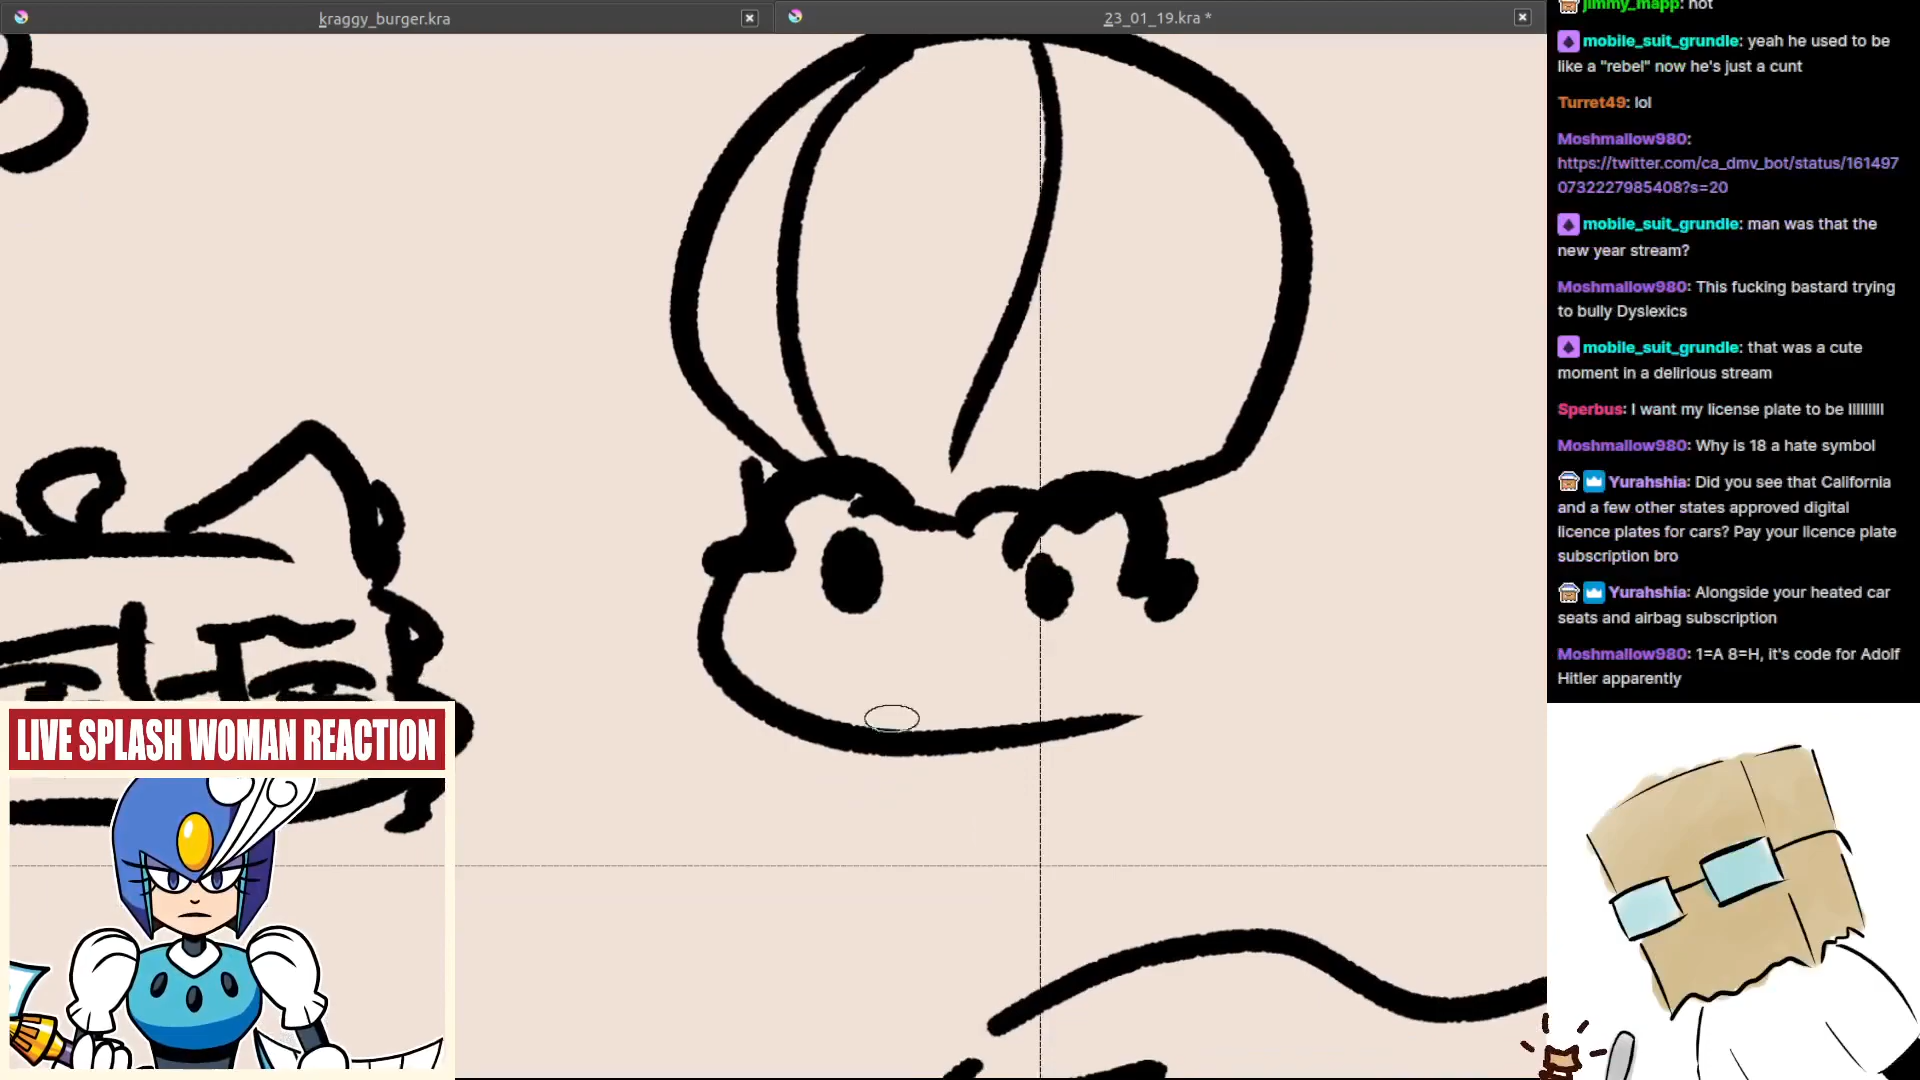 kraggy_burger.kra
23_01_19.kra *
jimmy_mapp: not
mobile_suit_grundle: yeah he used to be
like a "rebel" now he's just a cunt
Turret49: lol
Moshmallow980:
https://twitter.com/ca_dmv_bot/status/161497
0732227985408?s=20
mobile_suit_grundle: man was that the
new year stream?
Moshmallow980: This fucking bastard trying
to bully Dyslexics
mobile_suit_grundle: that was a cute
moment in a delirious stream
Sperbus: I want my license plate to be lllllllll
Moshmallow980: Why is 18 a hate symbol
Yurahshia: Did you see that California
and a few other states approved digital
licence plates for cars? Pay your licence plate
subscription bro
Yurahshia: Alongside your heated car
seats and airbag subscription
Moshmallow980: 1=A 8=H, it's code for Adolf
Hitler apparently
LIVE SPLASH WOMAN REACTION